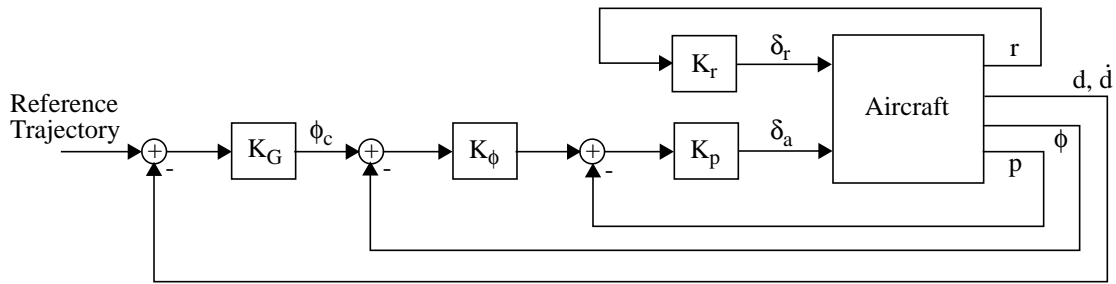 r
K_r
δ_r
d, ḋ
Aircraft
Reference
Trajectory
K_G
φ_c
K_φ
K_p
δ_a
φ
p
-
-
-